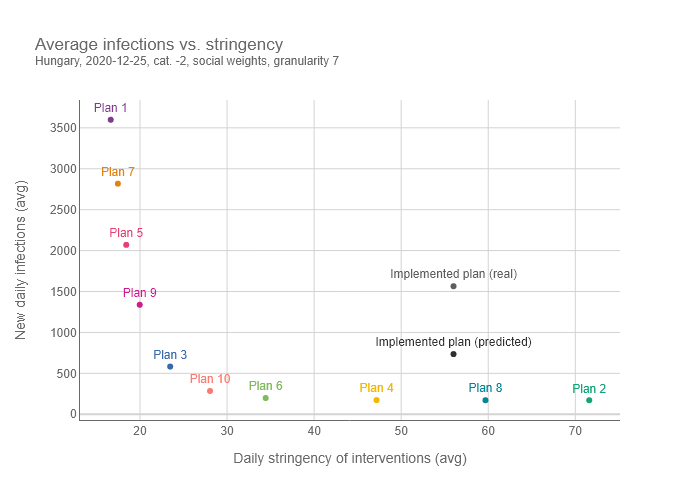 Average infections vs. stringency
Hungary, 2020-12-25, cat. -2, social weights, granularity 7
Plan 1
3500
3000
Plan 7
2500
Plan 5
2000
Implemented plan (real)
1500
Plan 9
1000
Implemented plan (predicted)
Plan 3
500
Plan 10
Plan 6
Plan 4
Plan 8
Plan 2
0
20
30
40
50
60
70
New daily infections (avg)
Daily stringency of interventions (avg)